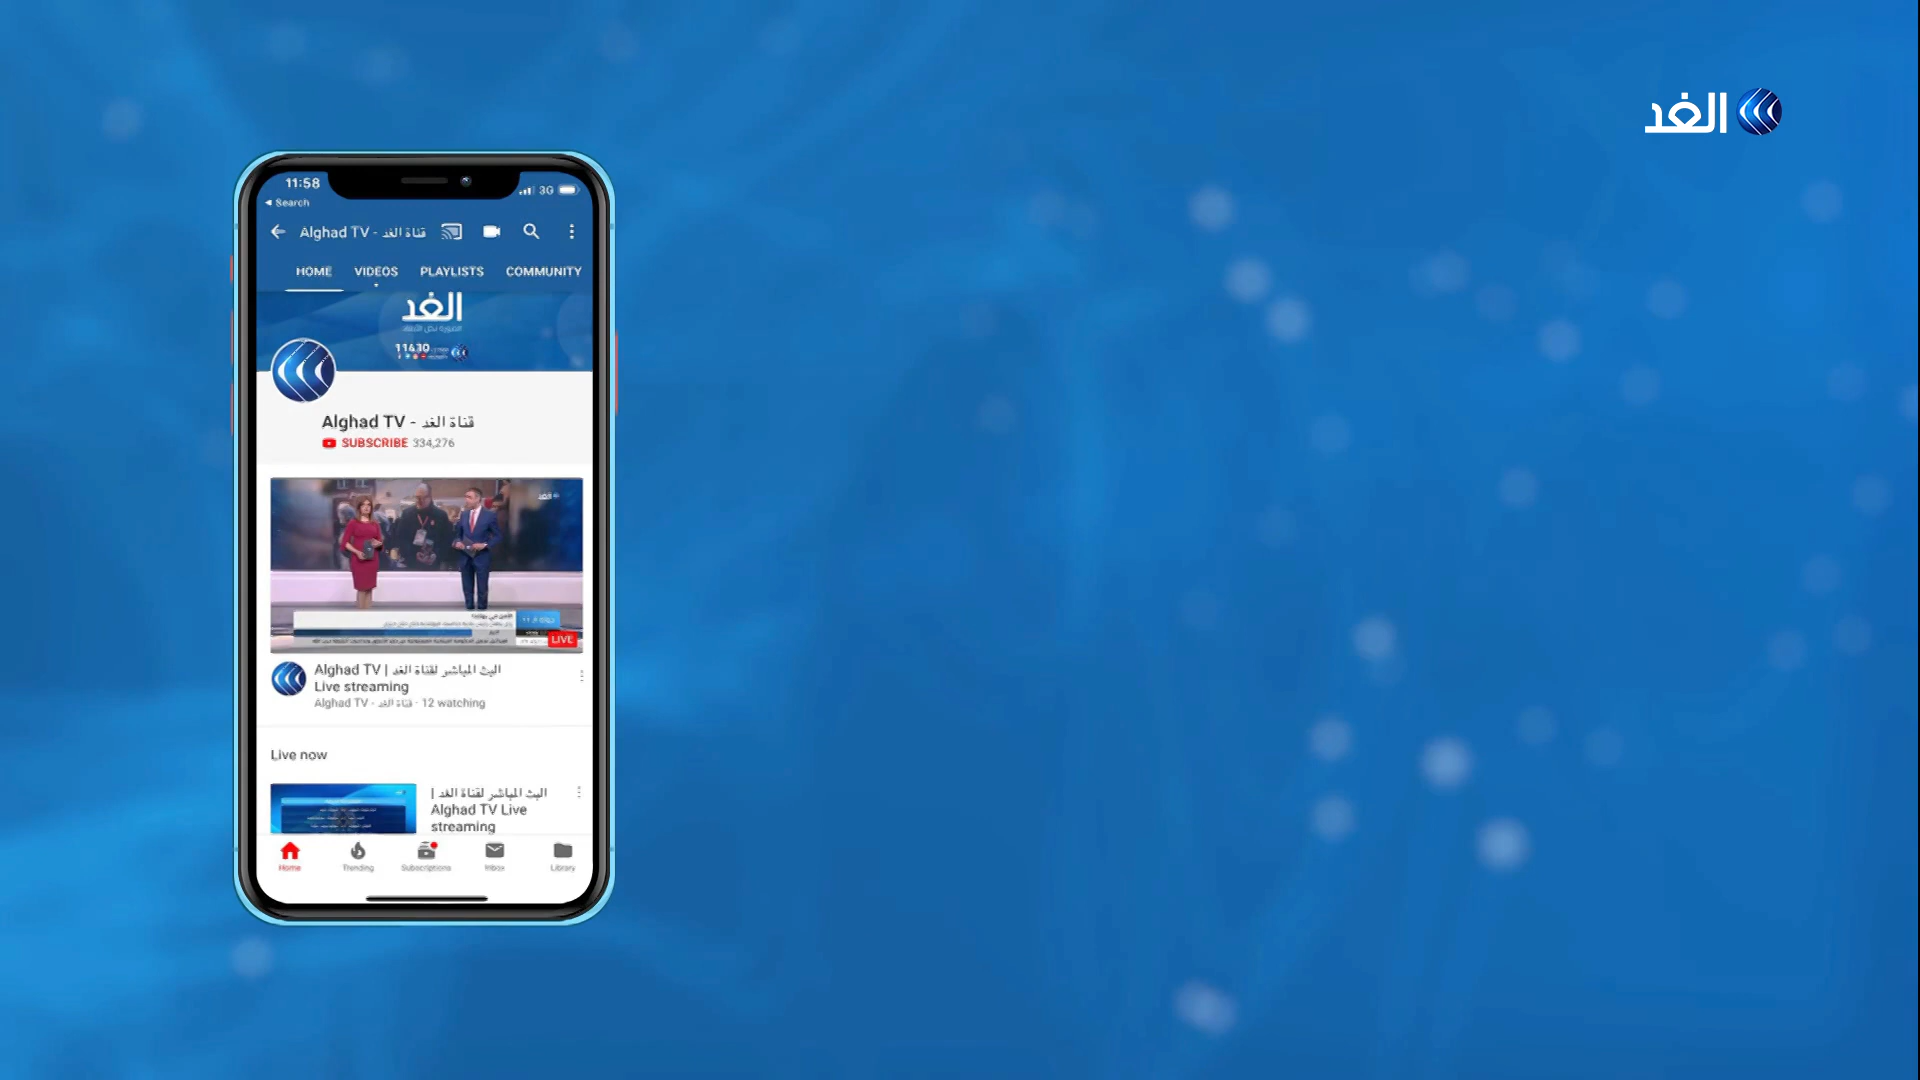 الغد
11:58
3G
Search
Alghad TV - قناة الغد
HOME VIDEOS PLAYLISTS COMMUNITY
الغد
11430
Alghad TV - قناة الغد
SUBSCRIBE 334,276
الغد
LIVE
Alghad TV | البث المباشر لقناة الغد
Live streaming
Alghad TV - قناة الغد · 12 watching
Live now
البث المباشر لقناة الغد |
Alghad TV Live
streaming
Home Trending Subscriptions Inbox Library